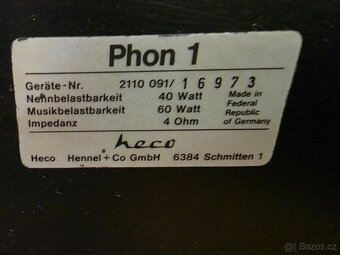 Phon 1
Geräte-Nr. 2110 091/ 16973
Nennbelastbarkeit 40 Watt
Musikbelastbarkeit 60 Watt
Impedanz 4 Ohm
Made in
Federal
Republic
of Germany
heco
Heco Hennel + Co GmbH 6384 Schmitten 1
Bazoš.cz